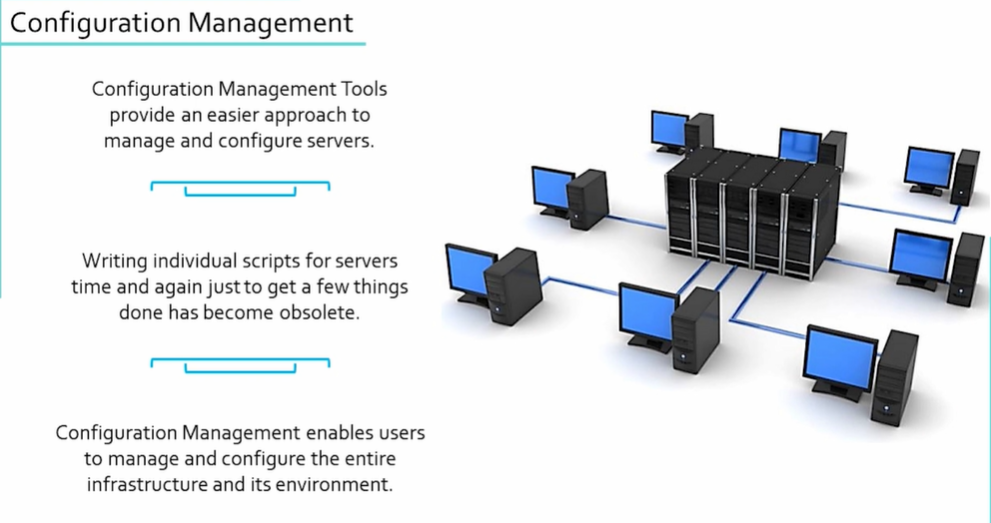 Configuration Management
Configuration Management Tools
provide an easier approach to
manage and configure servers.
Writing individual scripts for servers
time and again just to get a few things
done has become obsolete.
Configuration Management enables users
to manage and configure the entire
infrastructure and its environment.